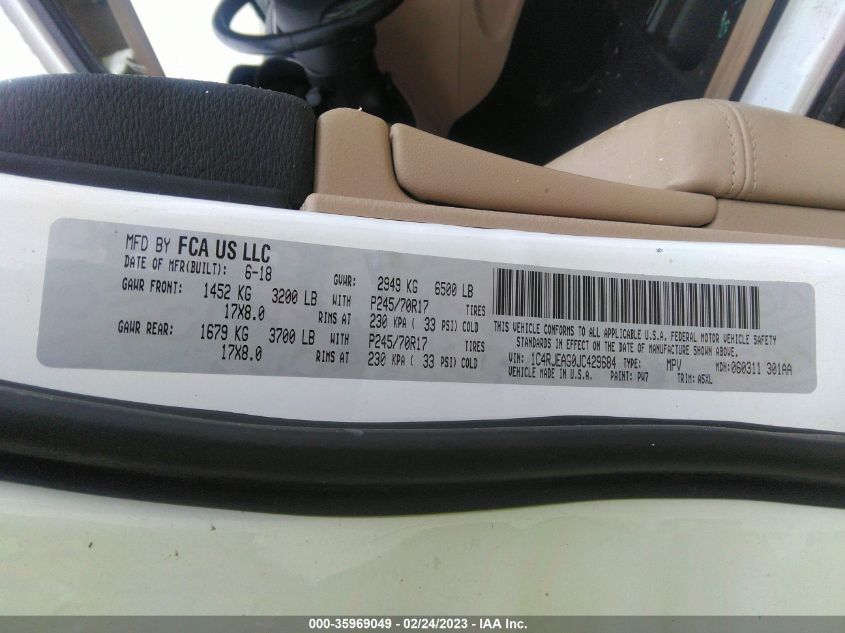 MFD BY FCA US LLC
DATE OF MFR(BUILT): 6-18 GVWR: 2949 KG 6500 LB
GAWR FRONT: 1452 KG 3200 LB WITH P245/70R17 TIRES
17X8.0 RIMS AT 230 KPA ( 33 PSI) COLD
GAWR REAR: 1679 KG 3700 LB WITH P245/70R17 TIRES
17X8.0 RIMS AT 230 KPA ( 33 PSI) COLD
THIS VEHICLE CONFORMS TO ALL APPLICABLE U.S.A. FEDERAL MOTOR VEHICLE SAFETY
STANDARDS IN EFFECT ON THE DATE OF MANUFACTURE SHOWN ABOVE.
VIN: 1C4RJEAG0JC429684 TYPE: MPV MDH: 060311 301AA
VEHICLE MADE IN U.S.A. PAINT: PW7 TRIM: A5XL
000-35969049 - 02/24/2023 - IAA Inc.